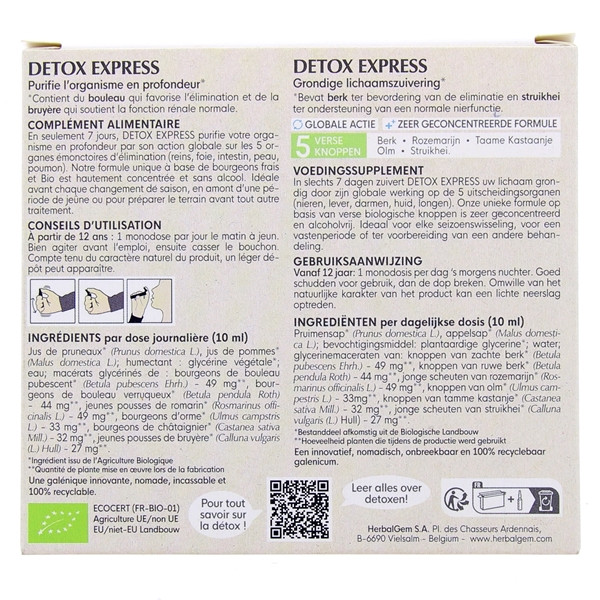 DETOX EXPRESS
Purifie l'organisme en profondeur*
*Contient du bouleau qui favorise l'élimination et de la
bruyère qui soutient la fonction rénale normale.
COMPLÉMENT ALIMENTAIRE
En seulement 7 jours, DETOX EXPRESS purifie votre orga-
nisme en profondeur par son action globale sur les 5 or-
ganes émonctoires d'élimination (reins, foie, intestin, peau,
poumon). Notre formule unique à base de bourgeons frais
et Bio est hautement concentrée et sans alcool. Idéale
avant chaque changement de saison, en amont d'une pé-
riode de jeûne ou pour préparer le terrain avant tout autre
traitement.
CONSEILS D'UTILISATION
À partir de 12 ans : 1 monodose par jour le matin à jeun.
Bien agiter avant l'emploi, ensuite casser le bouchon.
Compte tenu du caractère naturel du produit, un léger dé-
pôt peut apparaître.
INGRÉDIENTS par dose journalière (10 ml)
Jus de pruneaux* (Prunus domestica L.), jus de pommes*
(Malus domestica L.); humectant : glycérine végétale*;
eau; macérats glycérinés de : bourgeons de bouleau
pubescent* (Betula pubescens Ehrh.) - 49 mg**, bour-
geons de bouleau verruqueux* (Betula pendula Roth)
- 44 mg**, jeunes pousses de romarin* (Rosmarinus offi-
cinalis L.) - 49 mg**, bourgeons d'orme* (Ulmus campstris
L.) - 33 mg**, bourgeons de châtaignier* (Castanea sativa
Mill.) - 32 mg**, jeunes pousses de bruyère* (Calluna vulgaris
(L.) Hull) - 27 mg**.
*Ingrédient issu de l'Agriculture Biologique
**Quantité de plante mise en œuvre lors de la fabrication
Une galénique innovante, nomade, incassable et
100% recyclable.
ECOCERT (FR-BIO-01)
Agriculture UE/non UE
EU/niet-EU Landbouw
Pour tout
savoir sur
la détox !
DETOX EXPRESS
Grondige lichaamszuivering*
*Bevat berk ter bevordering van de eliminatie en struikhei
ter ondersteuning van een normale nierfunctie.
GLOBALE ACTIE + ZEER GECONCENTREERDE FORMULE
5 VERSE
KNOPPEN
Berk • Rozemarijn • Taame Kastaanje
Olm • Struikhei.
VOEDINGSSUPPLEMENT
In slechts 7 dagen zuivert DETOX EXPRESS uw lichaam gron-
dig door zijn globale werking op de 5 uitscheidingsorganen
(nieren, lever, darmen, huid, longen). Onze unieke formule op
basis van verse biologische knoppen is zeer geconcentreerd
en alcoholvrij. Ideaal voor elke seizoenswisseling, voor een
vastenperiode of ter voorbereiding van een andere behan-
deling.
GEBRUIKSAANWIJZING
Vanaf 12 jaar: 1 monodosis per dag 's morgens nuchter. Goed
schudden voor gebruik, dan de dop breken. Omwille van het
natuurlijke karakter van het product kan een lichte neerslag
optreden.
INGREDIËNTEN per dagelijkse dosis (10 ml)
Pruimensap* (Prunus domestica L.), appelsap* (Malus domesti-
ca L.); bevochtigingsmiddel: plantaardige glycerine*; water;
glycerinemaceraten van: knoppen van zachte berk* (Betula
pubescens Ehrh.) - 49 mg**, knoppen van ruwe berk* (Betula
pendula Roth) - 44 mg**, jonge scheuten van rozemarijn* (Ros-
marinus officinalis L.) - 49 mg**, knoppen van olm* (Ulmus cam-
pestris L.) - 33mg**, knoppen van tamme kastanje* (Castanea
sativa Mill.) - 32 mg**, jonge scheuten van struikhei* (Calluna
vulgaris (L.) Hull) - 27 mg**.
*Bestanddeel afkomstig uit de Biologische Landbouw
**Hoeveelheid planten die tijdens de productie werd gebruikt
Een innovatief, nomadisch, onbreekbaar en 100% recyclabel
galenicum.
Leer alles over
detoxen!
FR
HerbalGem S.A. Pl. des Chasseurs Ardennais,
B-6690 Vielsalm - Belgium - www.herbalgem.com